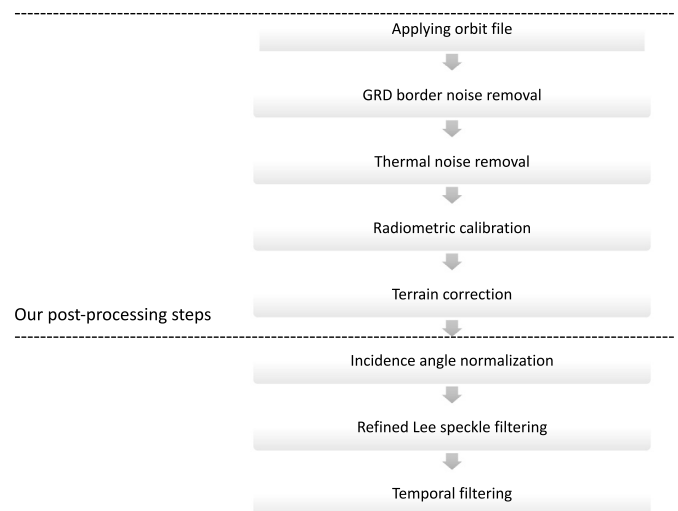 Applying orbit file
GRD border noise removal
Thermal noise removal
Radiometric calibration
Terrain correction
Our post-processing steps
Incidence angle normalization
Refined Lee speckle filtering
Temporal filtering